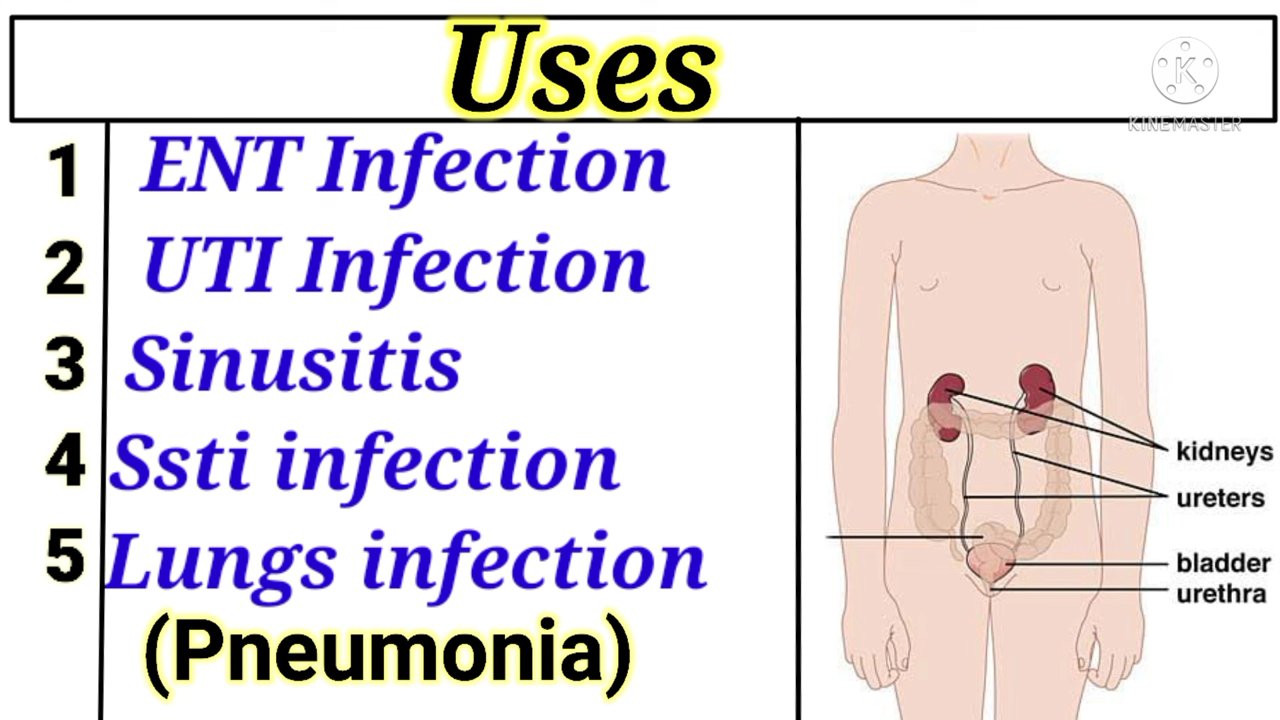 Uses
K
KINEMASTER
1 ENT Infection
2 UTI Infection
3 Sinusitis
4 Ssti infection
5 Lungs infection
(Pneumonia)
kidneys
ureters
bladder
urethra